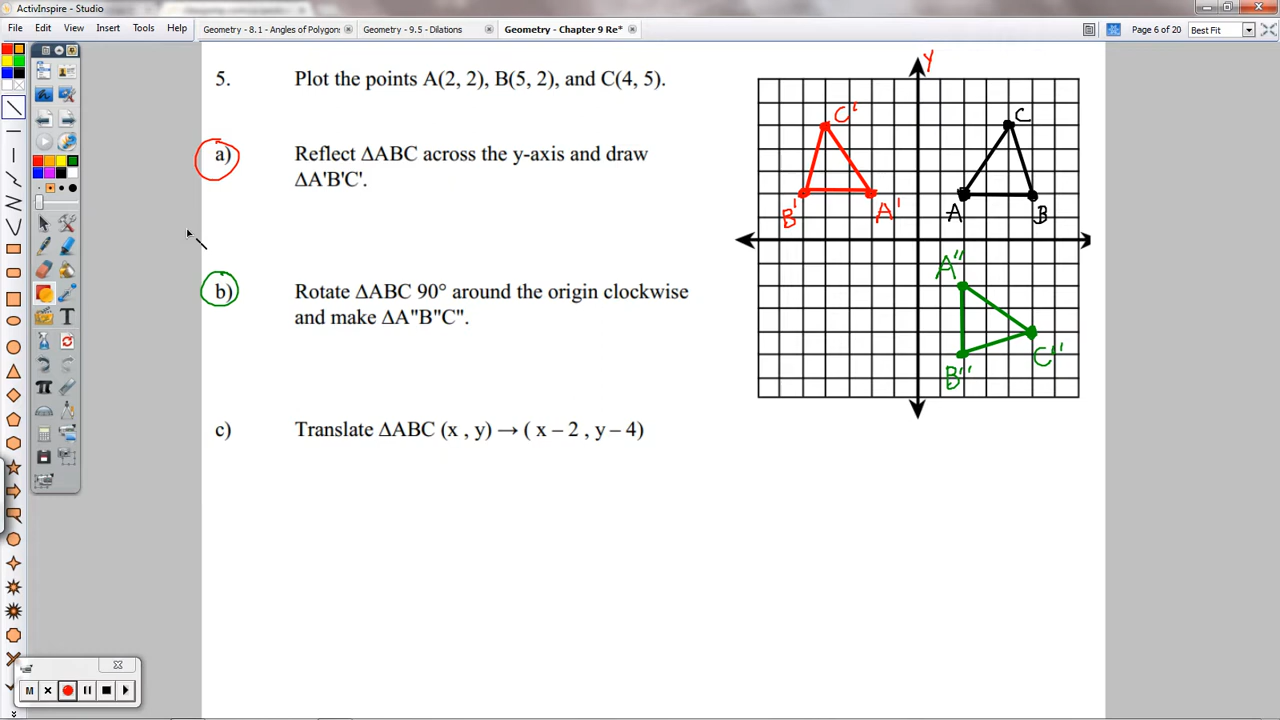 ActivInspire - Studio
File Edit View Insert Tools Help
Geometry - 8.1 - Angles of Polygon: Geometry - 9.5 - Dilations Geometry - Chapter 9 Re*
Page 6 of 20 Best Fit
5. Plot the points A(2, 2), B(5, 2), and C(4, 5).
a) Reflect ΔABC across the y-axis and draw
ΔA'B'C'.
b) Rotate ΔABC 90° around the origin clockwise
and make ΔA"B"C".
c) Translate ΔABC (x , y) → ( x – 2 , y – 4)
y
C' C
B' A' A B
A"
B" C"
T
M